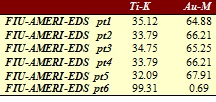 Ti-K Au-M
FIU-AMERI-EDS pt1 35.12 64.88
FIU-AMERI-EDS pt2 33.79 66.21
FIU-AMERI-EDS pt3 34.75 65.25
FIU-AMERI-EDS pt4 33.79 66.21
FIU-AMERI-EDS pt5 32.09 67.91
FIU-AMERI-EDS pt6 99.31 0.69